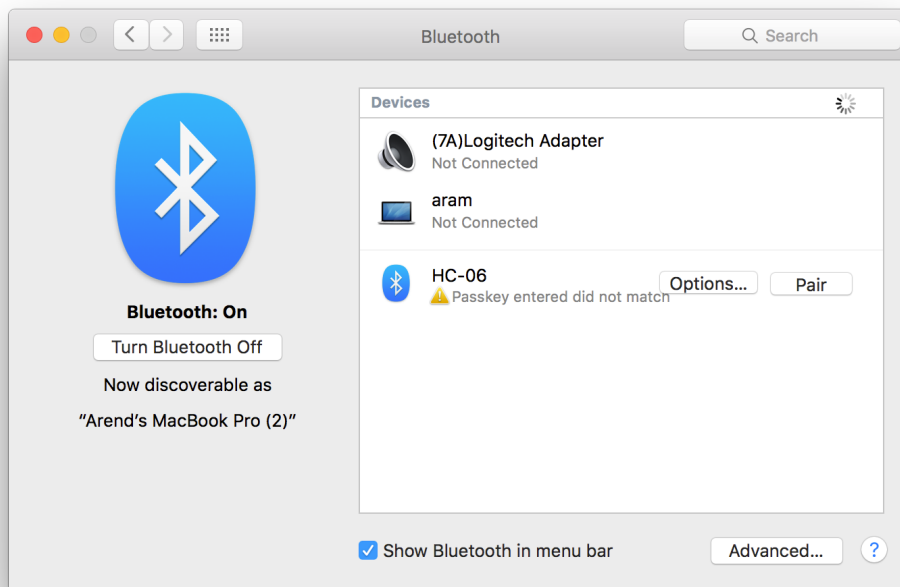 Bluetooth
Search
Devices
(7A)Logitech Adapter
Not Connected
aram
Not Connected
HC-06
Passkey entered did not match
Options...
Pair
Bluetooth: On
Turn Bluetooth Off
Now discoverable as
“Arend’s MacBook Pro (2)”
Show Bluetooth in menu bar
Advanced...
?